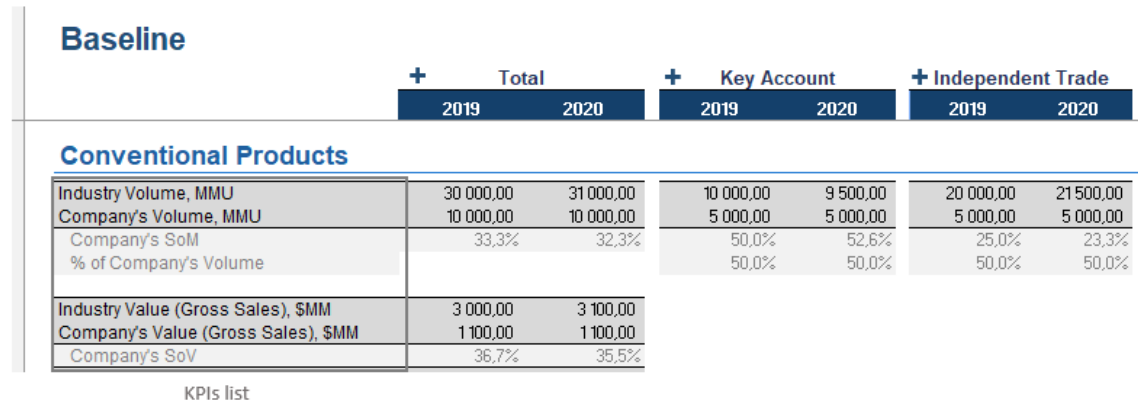 Baseline
+ Total + Key Account + Independent Trade
2019 2020 2019 2020 2019 2020
Conventional Products
Industry Volume, MMU 30 000,00 31 000,00 10 000,00 9 500,00 20 000,00 21 500,00
Company's Volume, MMU 10 000,00 10 000,00 5 000,00 5 000,00 5 000,00 5 000,00
Company's SoM 33,3% 32,3% 50,0% 52,6% 25,0% 23,3%
% of Company's Volume 50,0% 50,0% 50,0% 50,0%
Industry Value (Gross Sales), $MM 3 000,00 3 100,00
Company's Value (Gross Sales), $MM 1 100,00 1 100,00
Company's SoV 36,7% 35,5%
KPIs list